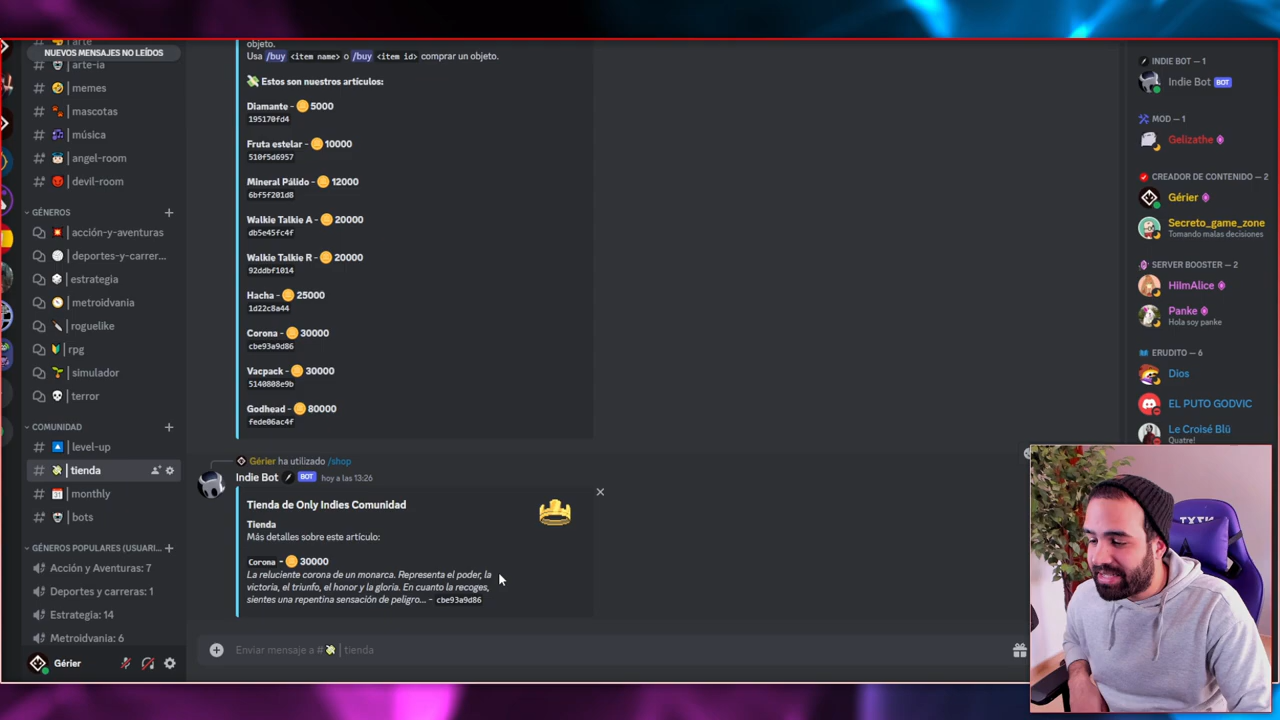 NUEVOS MENSAJES NO LEÍDOS
arte-ia
memes
mascotas
música
angel-room
devil-room
GÉNEROS
acción-y-aventuras
deportes-y-carrer...
estrategia
metroidvania
roguelike
rpg
simulador
terror
COMUNIDAD
level-up
tienda
monthly
bots
GÉNEROS POPULARES (USUARI...
Acción y Aventuras: 7
Deportes y carreras: 1
Estrategia: 14
Metroidvania: 6
Gérier
objeto.
Usa /buy <item name> o /buy <item id> comprar un objeto.
Estos son nuestros artículos:
Diamante - 5000
195170fd4
Fruta estelar - 10000
510f5d6957
Mineral Pálido - 12000
6bf5f201d8
Walkie Talkie A - 20000
db5e45fc4f
Walkie Talkie R - 20000
92ddbf1014
Hacha - 25000
1d22c8a44
Corona - 30000
cbe93a9d86
Vacpack - 30000
5140808e9b
Godhead - 80000
fede06ac4f
Gérier ha utilizado /shop
Indie Bot BOT hoy a las 13:26
Tienda de Only Indies Comunidad
Tienda
Más detalles sobre este artículo:
Corona - 30000
La reluciente corona de un monarca. Representa el poder, la
victoria, el triunfo, el honor y la gloria. En cuanto la recoges,
sientes una repentina sensación de peligro... - cbe93a9d86
Enviar mensaje a # | tienda
INDIE BOT — 1
Indie Bot BOT
MOD — 1
Gelizathe
CREADOR DE CONTENIDO — 2
Gérier
Secreto_game_zone
Tomando malas decisiones
SERVER BOOSTER — 2
HiImAlice
Panke
Hola soy panke
ERUDITO — 6
Dios
EL PUTO GODVIC
Le Croisé Blū
Quatre!